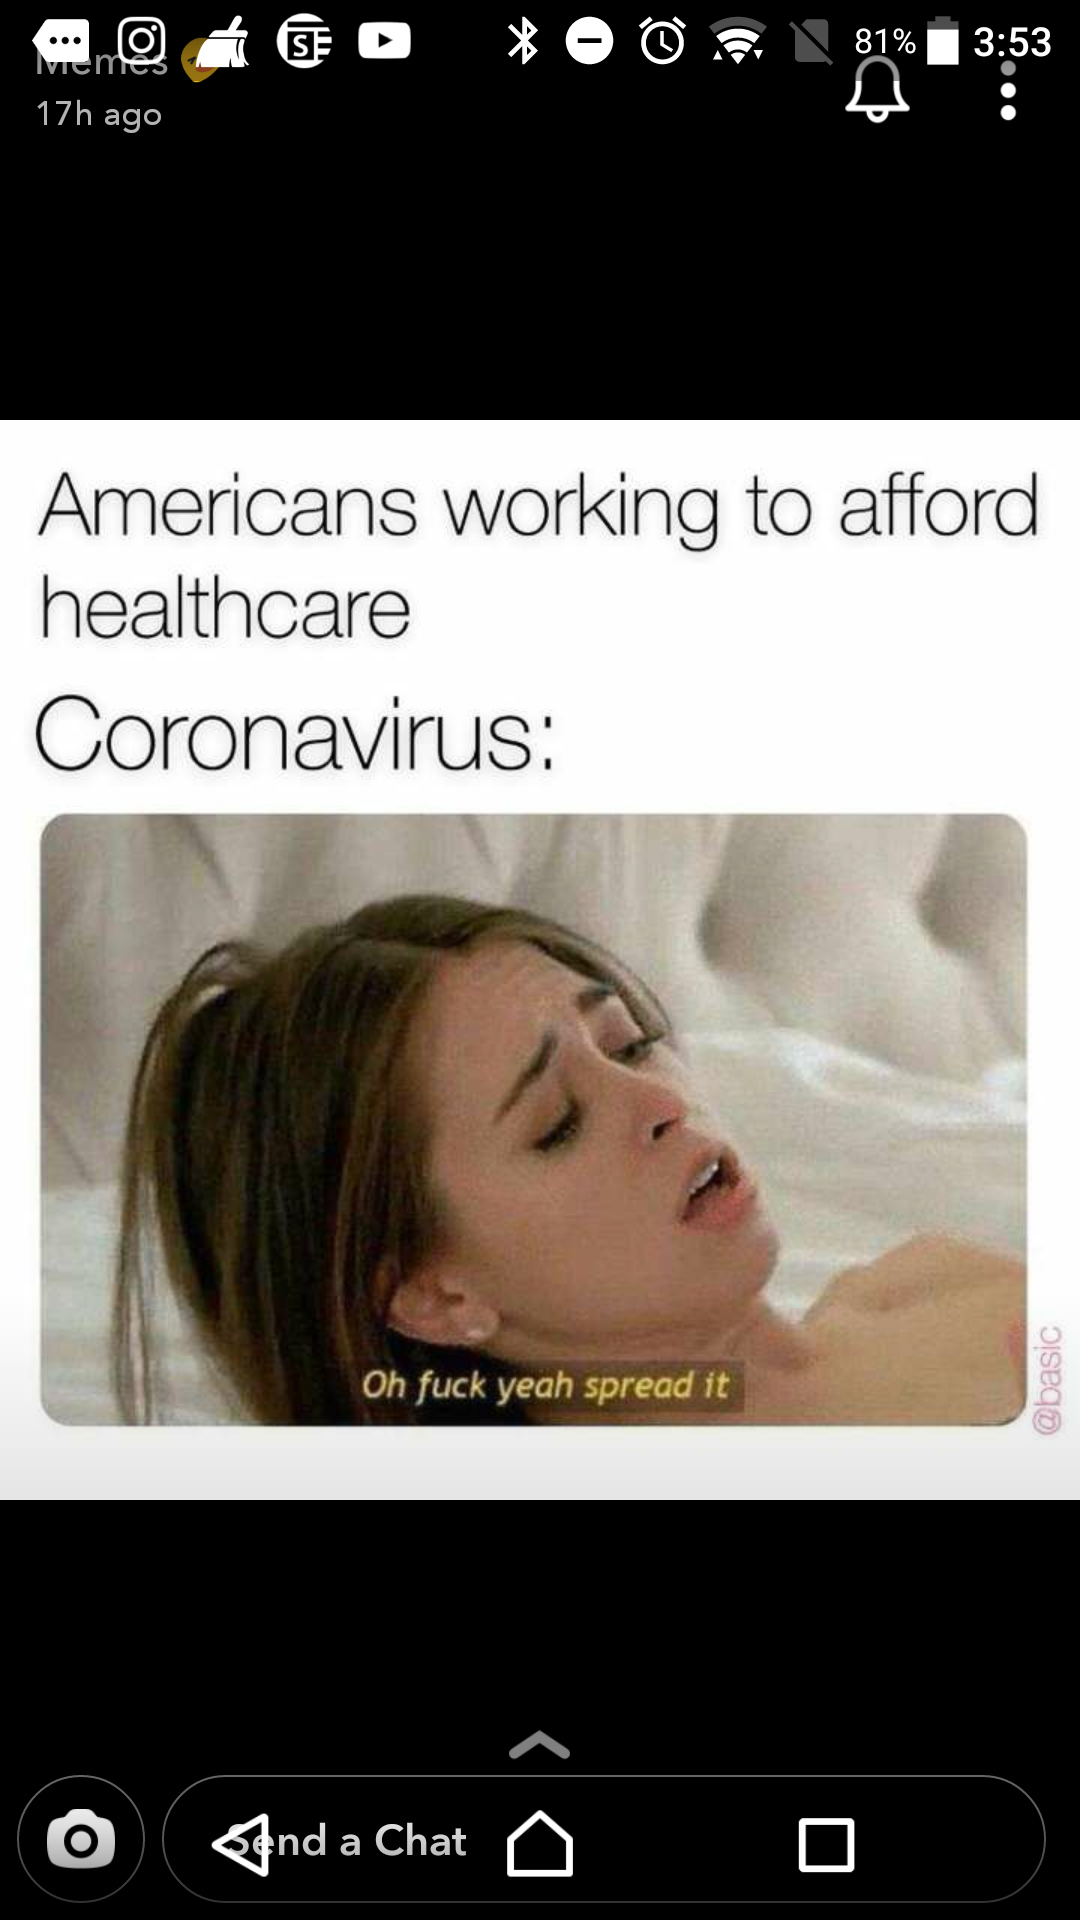 81% 3:53
Memes
17h ago
Americans working to afford
healthcare
Coronavirus:
Oh fuck yeah spread it
@basic
Send a Chat